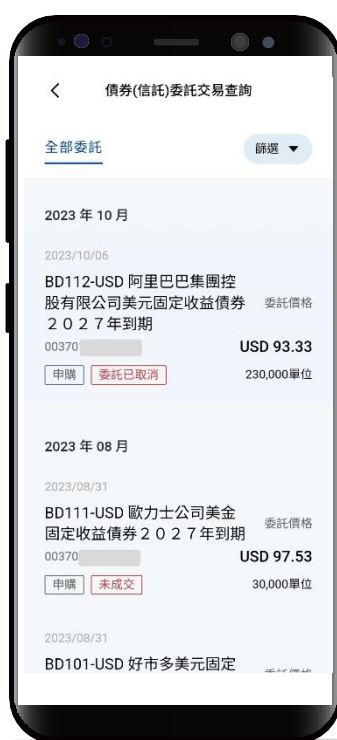 債券(信託)委託交易查詢
全部委託
篩選 ▼
2023 年 10 月
2023/10/06
BD112-USD 阿里巴巴集團控
股有限公司美元固定收益債券
２０２７年到期
委託價格
00370
USD 93.33
申購 委託已取消
230,000單位
2023 年 08 月
2023/08/31
BD111-USD 歐力士公司美金
固定收益債券２０２７年到期
委託價格
00370
USD 97.53
申購 未成交
30,000單位
2023/08/31
BD101-USD 好市多美元固定